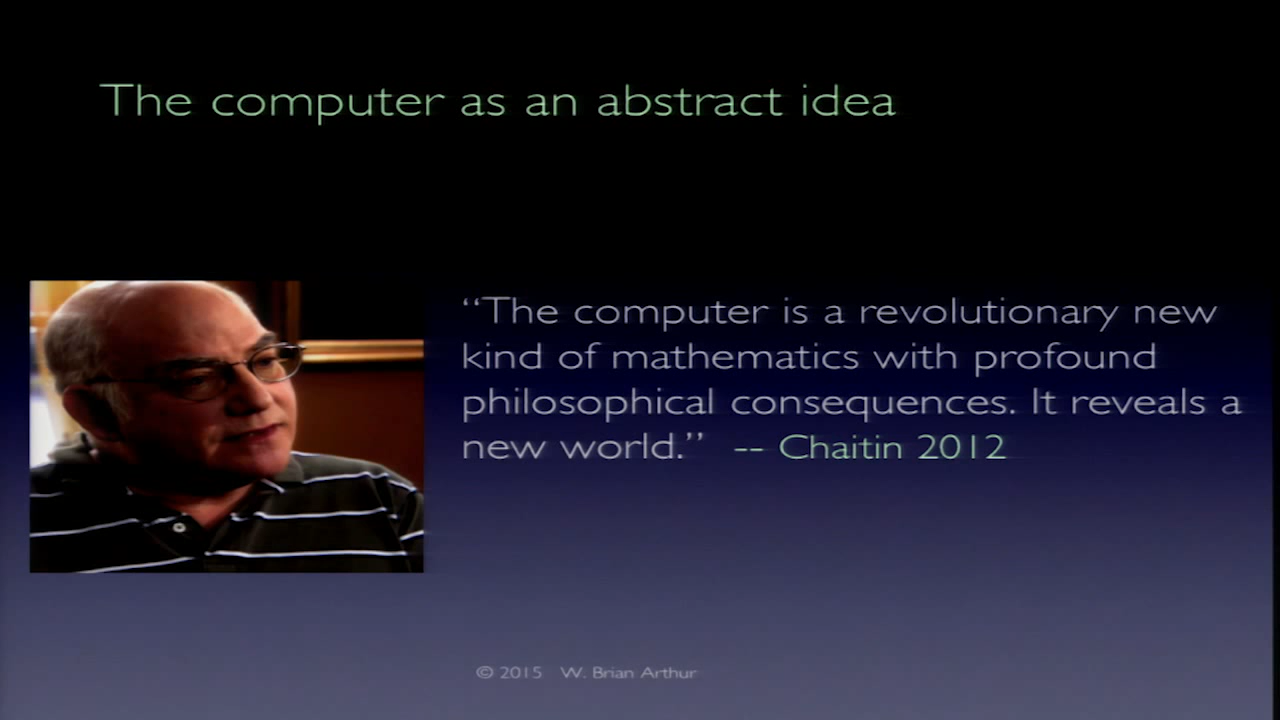 The computer as an abstract idea
“The computer is a revolutionary new
kind of mathematics with profound
philosophical consequences. It reveals a
new world.” -- Chaitin 2012
© 2015 W. Brian Arthur